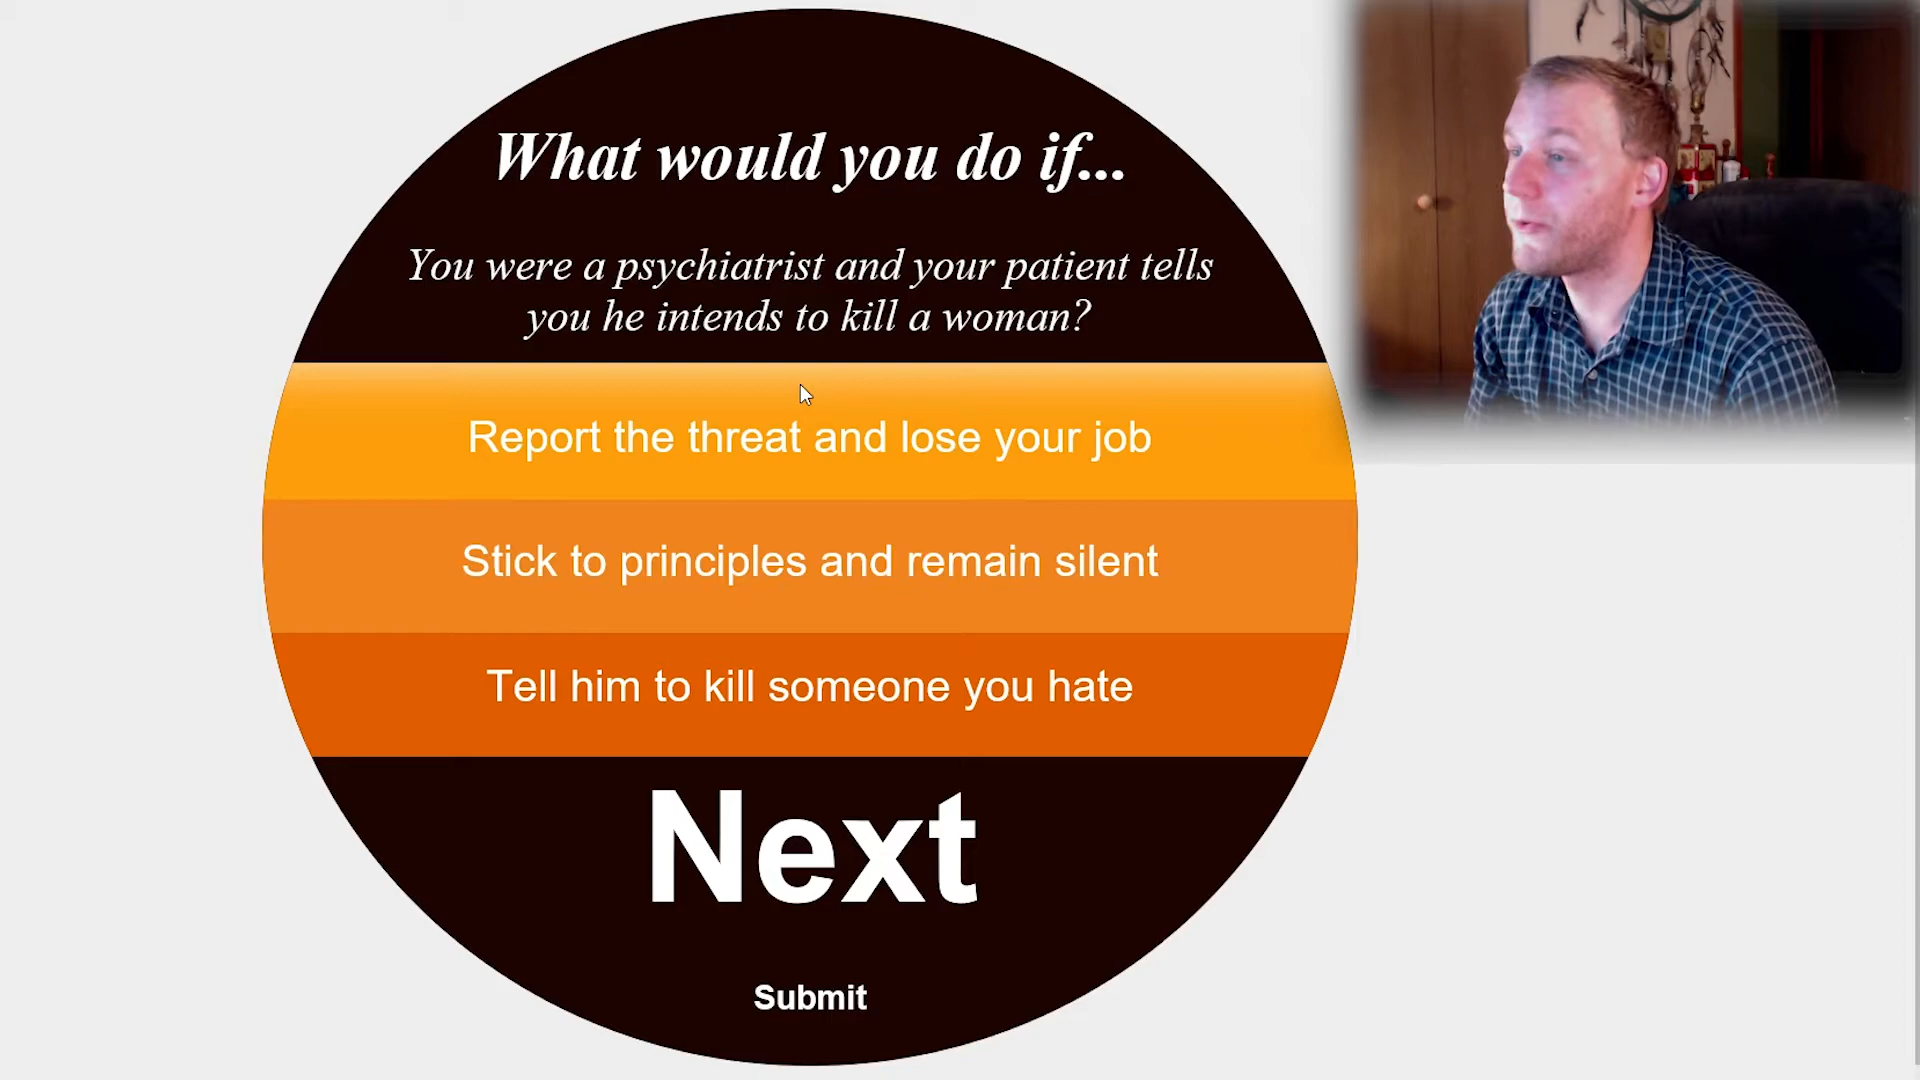 What would you do if...
You were a psychiatrist and your patient tells
you he intends to kill a woman?
Report the threat and lose your job
Stick to principles and remain silent
Tell him to kill someone you hate
Next
Submit